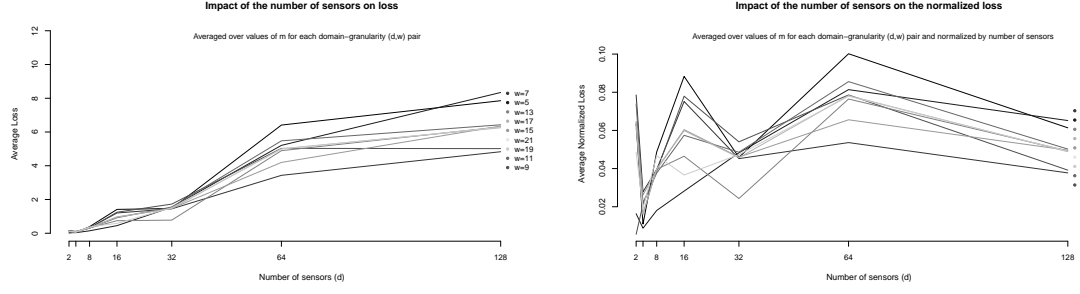 Impact of the number of sensors on loss
Averaged over values of m for each domain−granularity (d,w) pair
Average Loss
12
10
8
6
4
2
0
w=7
w=5
w=13
w=17
w=15
w=21
w=19
w=11
w=9
2 8 16 32 64 128
Number of sensors (d)
Impact of the number of sensors on the normalized loss
Averaged over values of m for each domain−granularity (d,w) pair and normalized by number of sensors
Average Normalized Loss
0.10
0.08
0.06
0.04
0.02
2 8 16 32 64 128
Number of sensors (d)